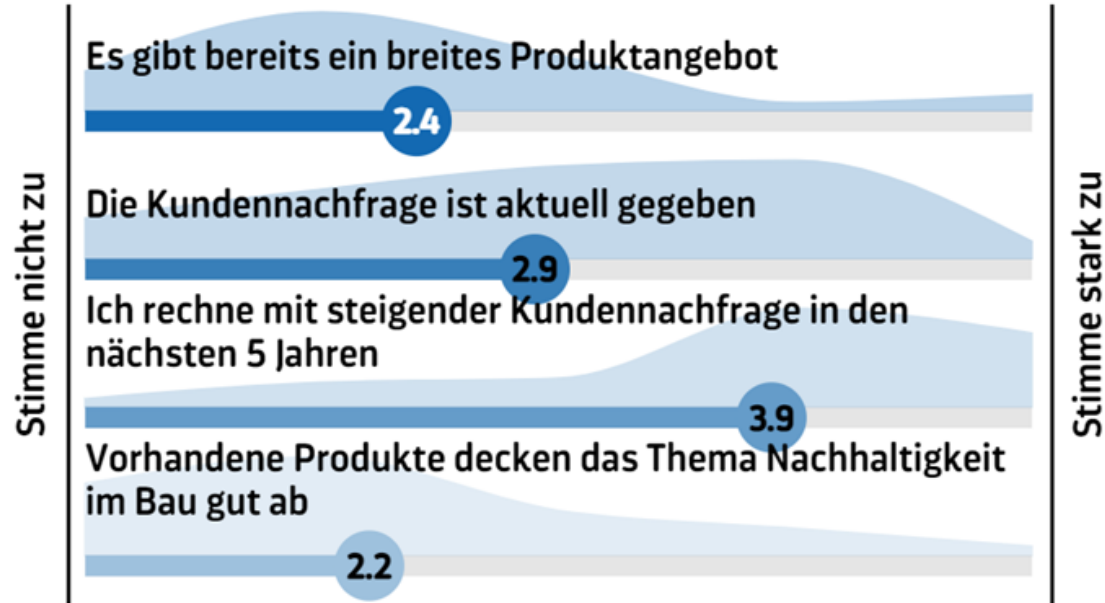 Es gibt bereits ein breites Produktangebot
2.4
Die Kundennachfrage ist aktuell gegeben
2.9
Ich rechne mit steigender Kundennachfrage in den
nächsten 5 Jahren
3.9
Vorhandene Produkte decken das Thema Nachhaltigkeit
im Bau gut ab
2.2
Stimme nicht zu
Stimme stark zu